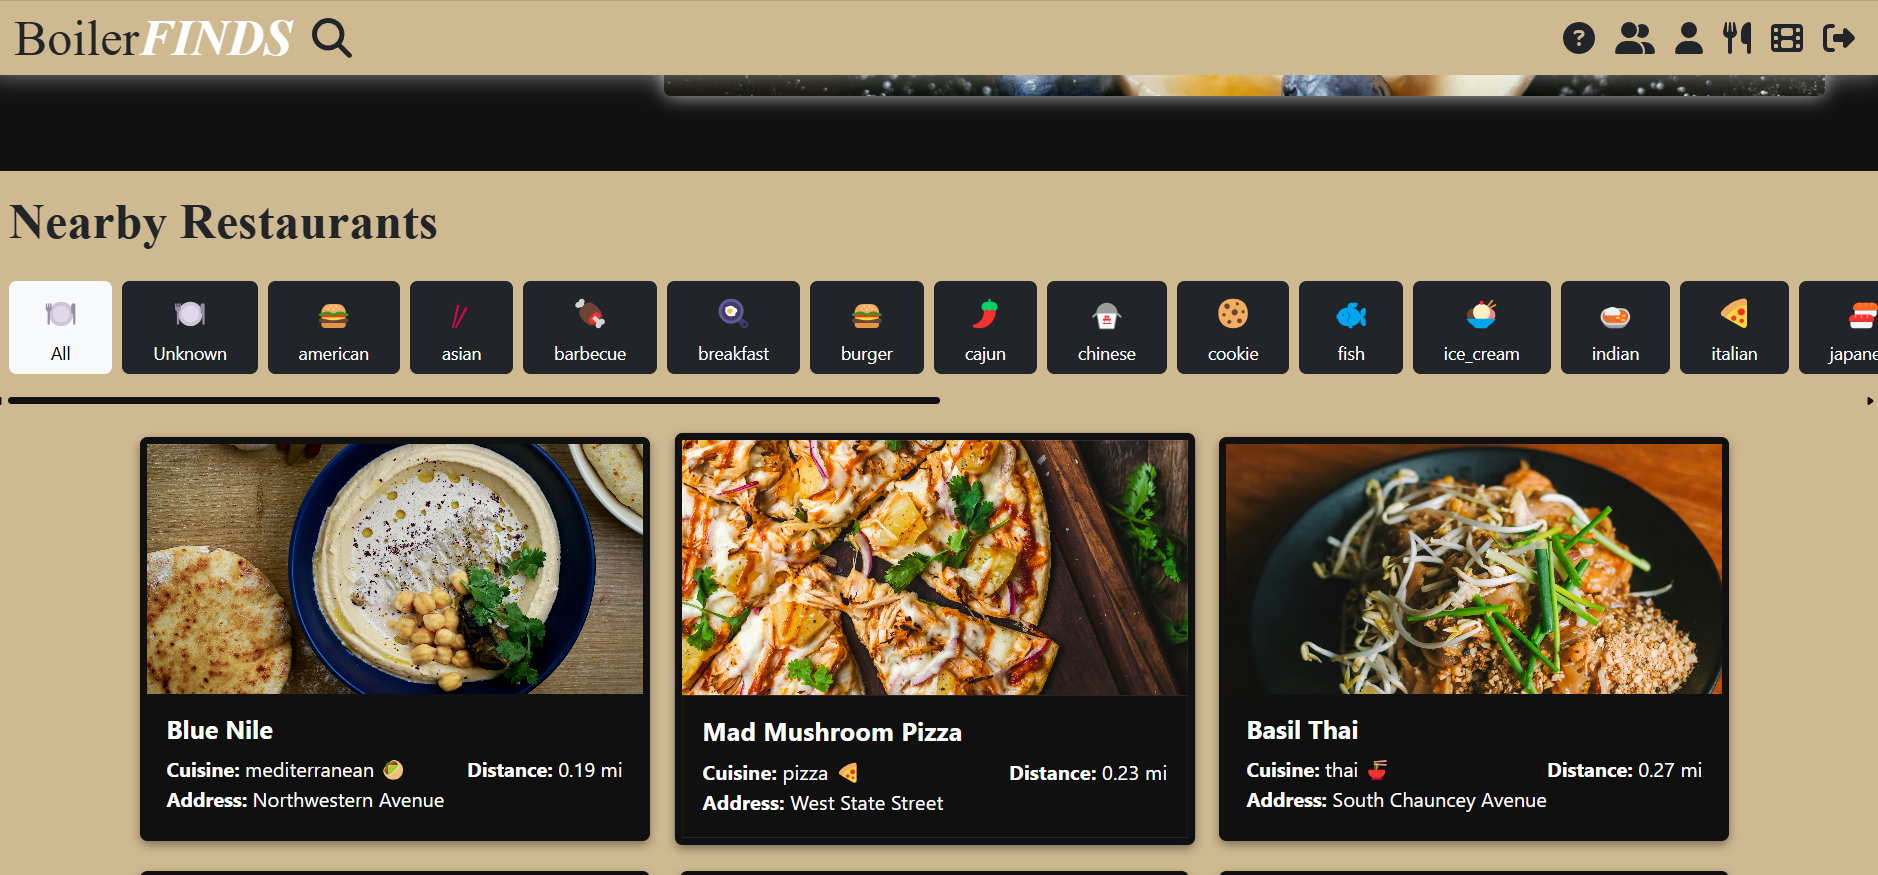 BoilerFINDS
Nearby Restaurants
All
Unknown
american
asian
barbecue
breakfast
burger
cajun
chinese
cookie
fish
ice_cream
indian
italian
japane
Blue Nile
Cuisine: mediterranean
Distance: 0.19 mi
Address: Northwestern Avenue
Mad Mushroom Pizza
Cuisine: pizza
Distance: 0.23 mi
Address: West State Street
Basil Thai
Cuisine: thai
Distance: 0.27 mi
Address: South Chauncey Avenue